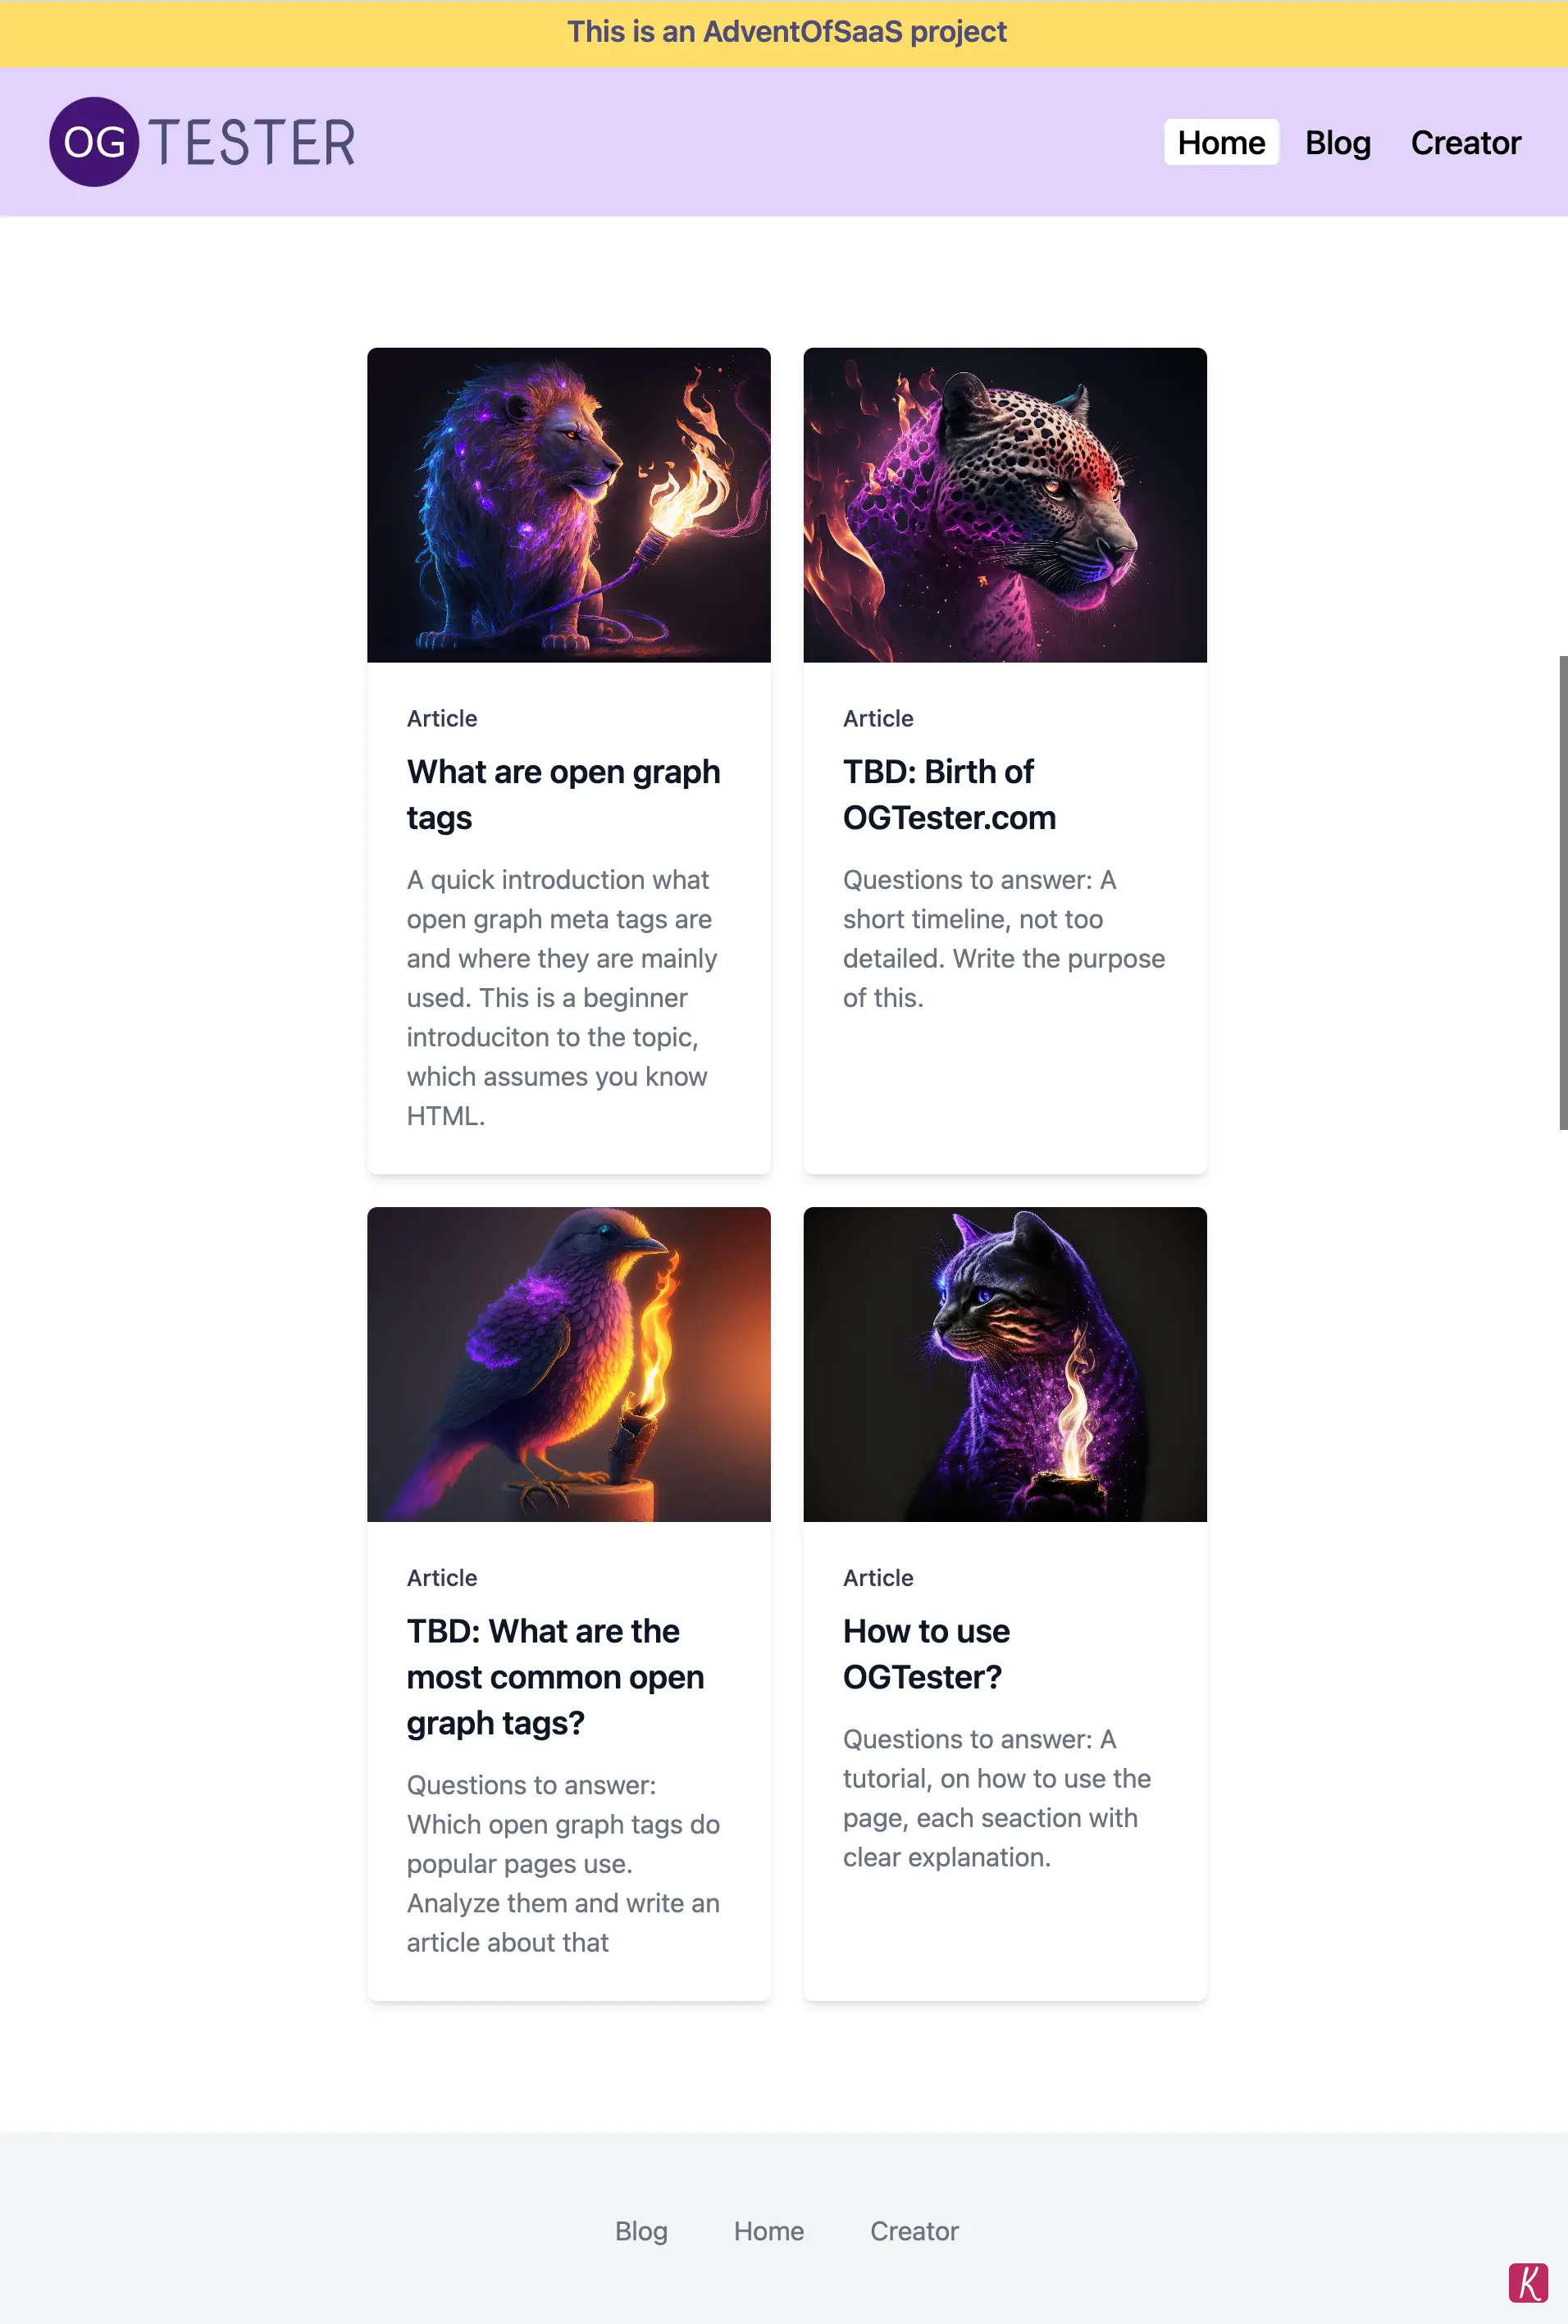 This is an AdventOfSaaS project
OG TESTER
Home Blog Creator
Article
What are open graph
tags
A quick introduction what
open graph meta tags are
and where they are mainly
used. This is a beginner
introduciton to the topic,
which assumes you know
HTML.
Article
TBD: Birth of
OGTester.com
Questions to answer: A
short timeline, not too
detailed. Write the purpose
of this.
Article
TBD: What are the
most common open
graph tags?
Questions to answer:
Which open graph tags do
popular pages use.
Analyze them and write an
article about that
Article
How to use
OGTester?
Questions to answer: A
tutorial, on how to use the
page, each seaction with
clear explanation.
Blog Home Creator
K